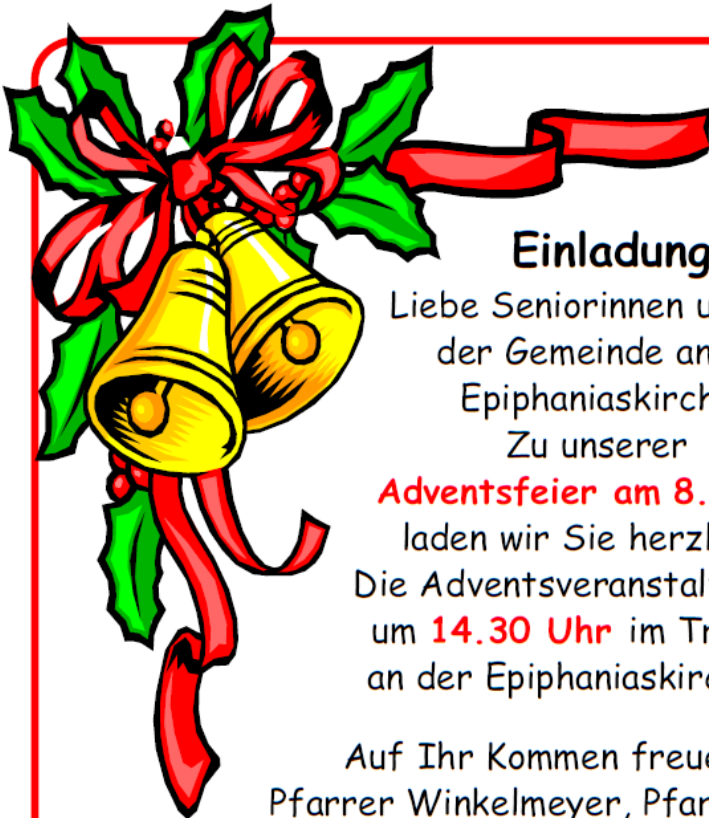 Einladung
Liebe Seniorinnen u
der Gemeinde an
Epiphaniaskirch
Zu unserer
Adventsfeier am 8.
laden wir Sie herzl
Die Adventsveranstal
um 14.30 Uhr im Tr
an der Epiphaniaskirc
Auf Ihr Kommen freue
Pfarrer Winkelmeyer, Pfar